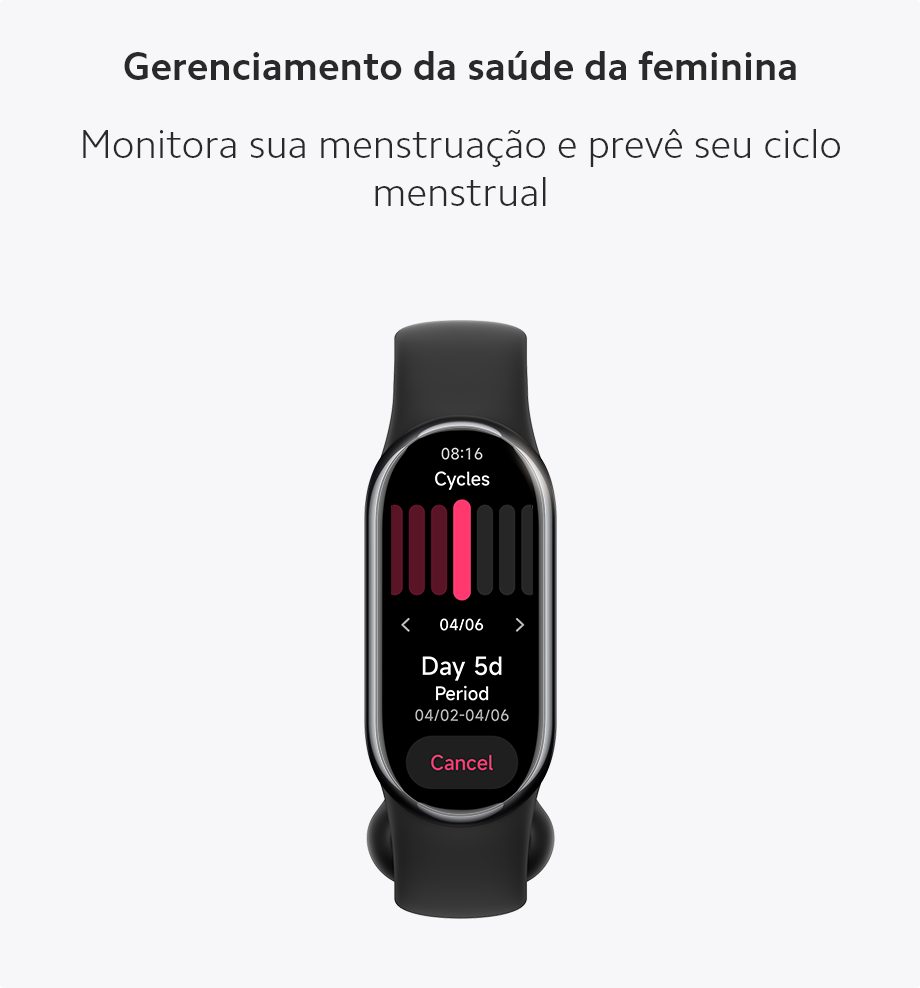 Gerenciamento da saúde da feminina
Monitora sua menstruação e prevê seu ciclo
menstrual
08:16
Cycles
04/06
Day 5d
Period
04/02-04/06
Cancel